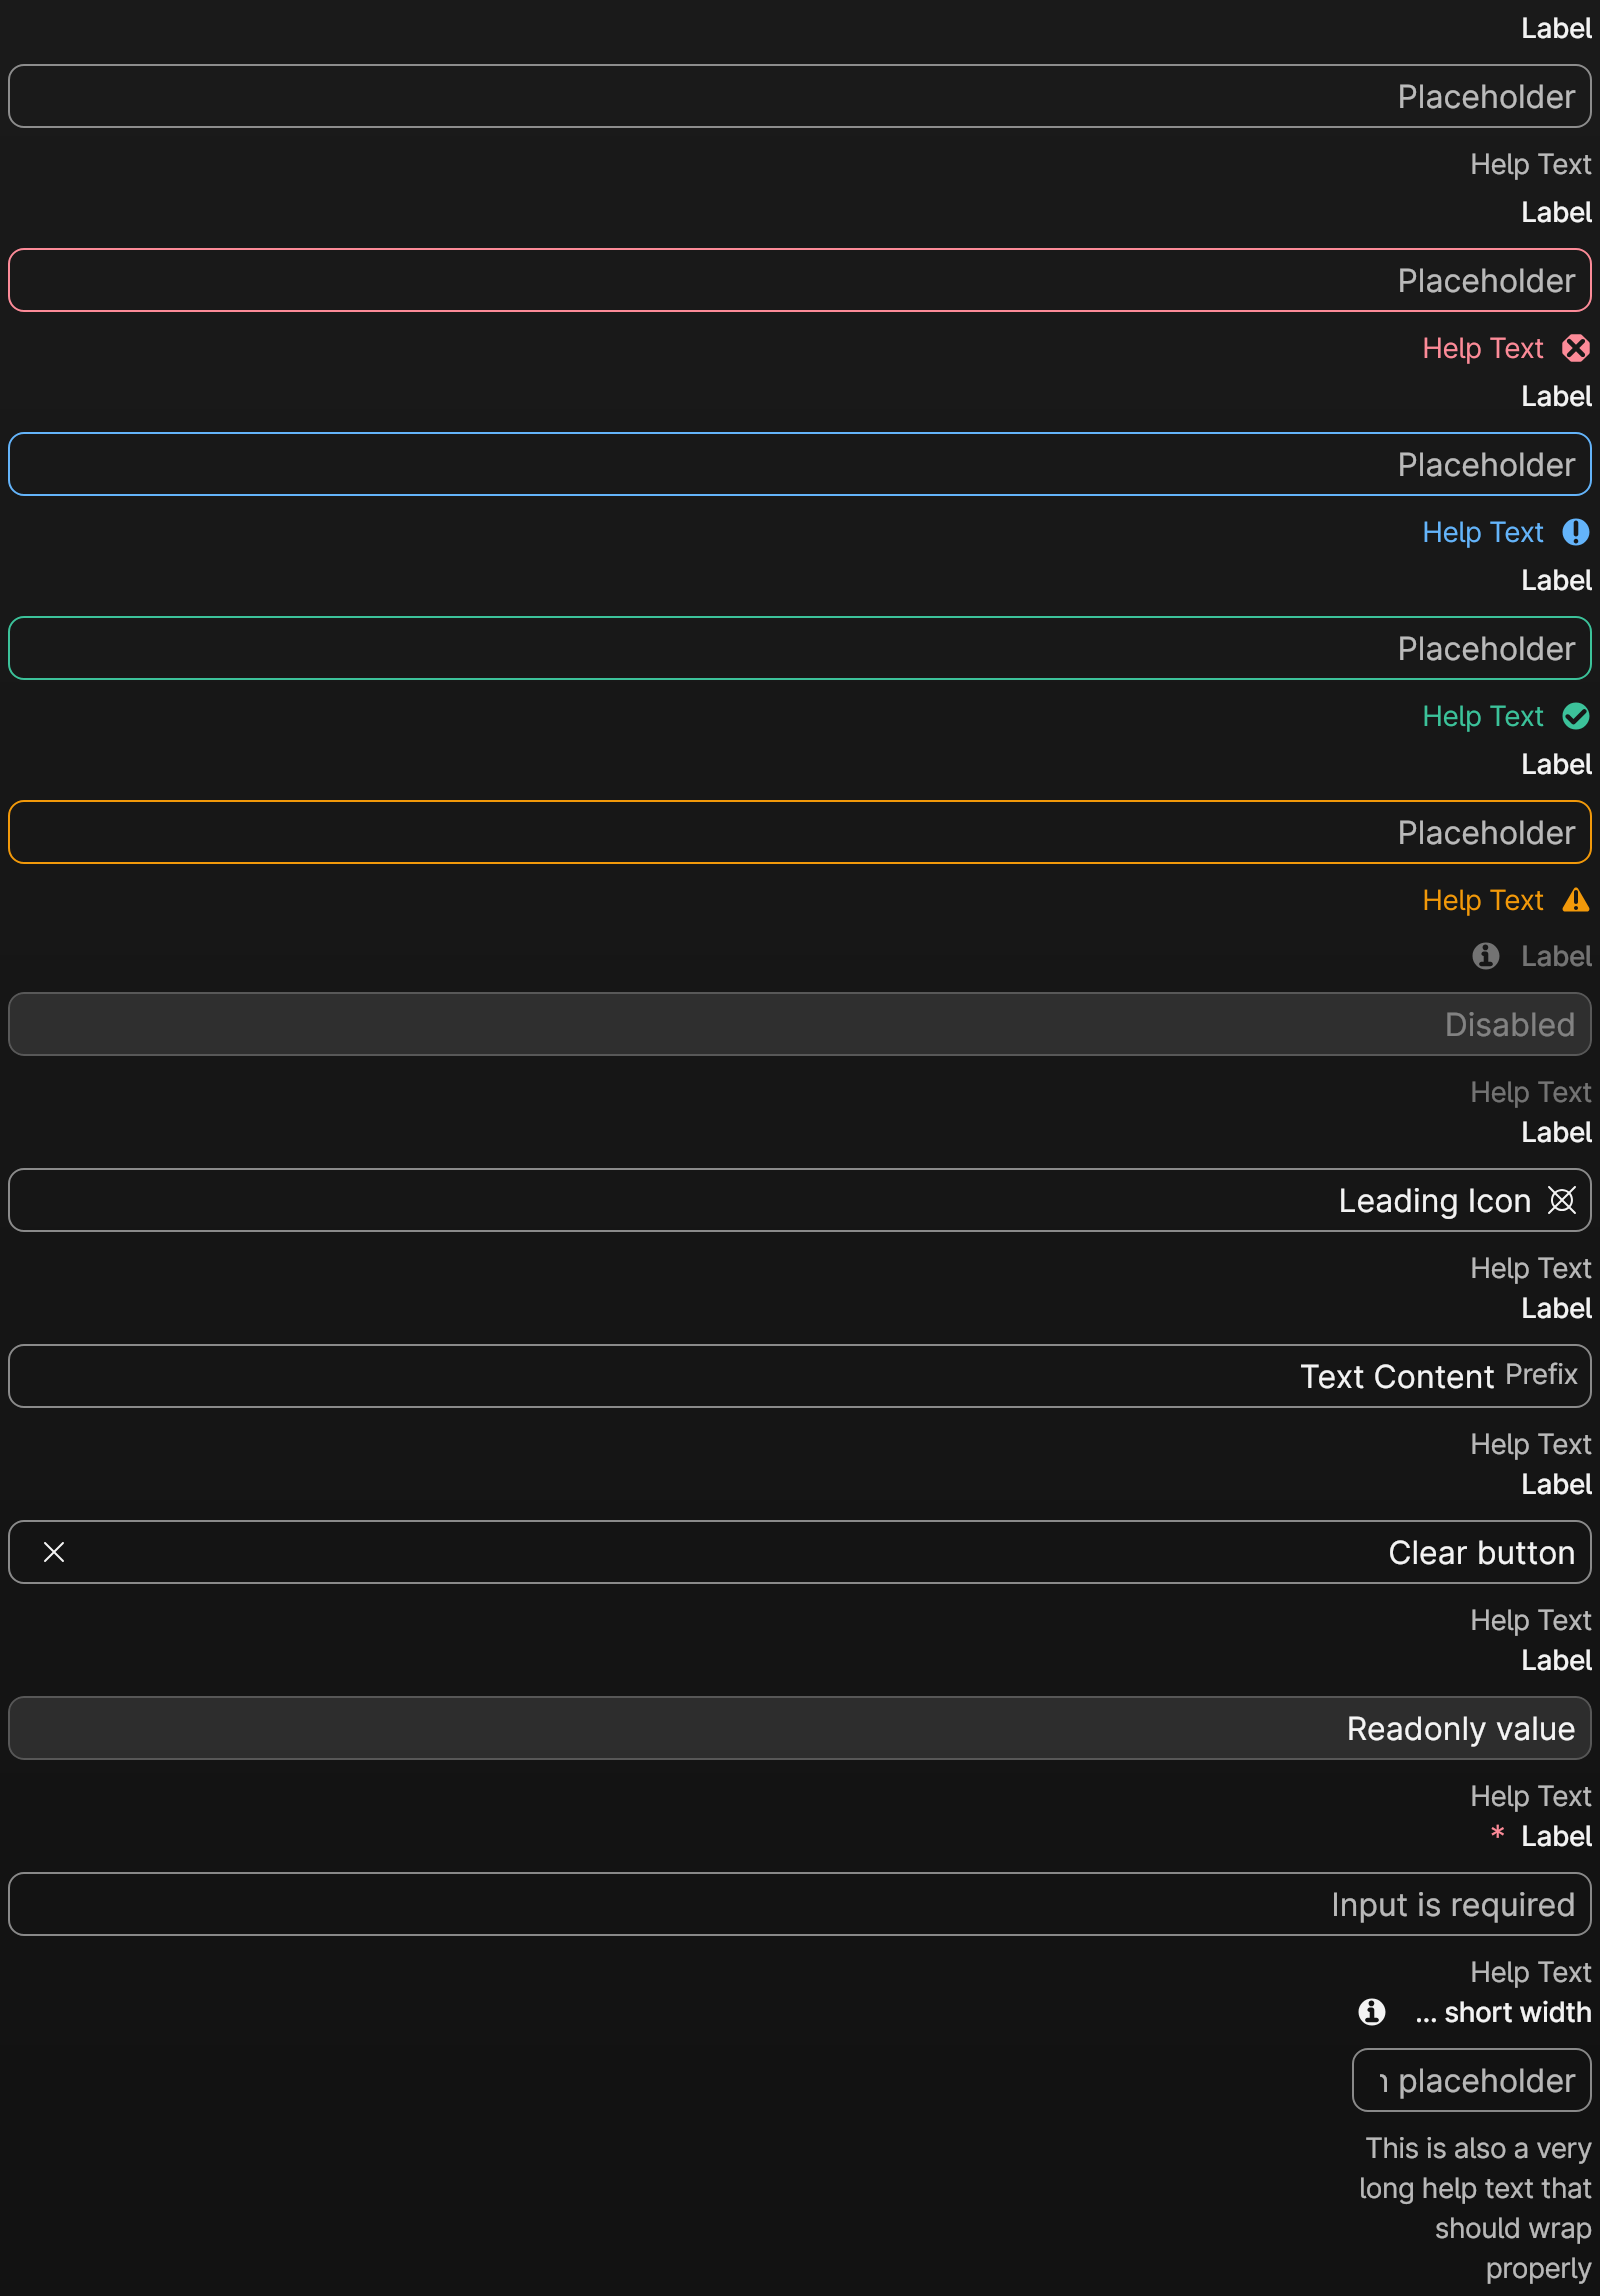 Label
Placeholder
Help Text
Label
Placeholder
Help Text
Label
Placeholder
Help Text
Label
Placeholder
Help Text
Label
Placeholder
Help Text
Label
Disabled
Help Text
Label
Leading Icon
Help Text
Label
Text Content Prefix
Help Text
Label
Clear button
Help Text
Label
Readonly value
Help Text
* Label
Input is required
Help Text
... short width
placeholder
This is also a very
long help text that
should wrap
properly